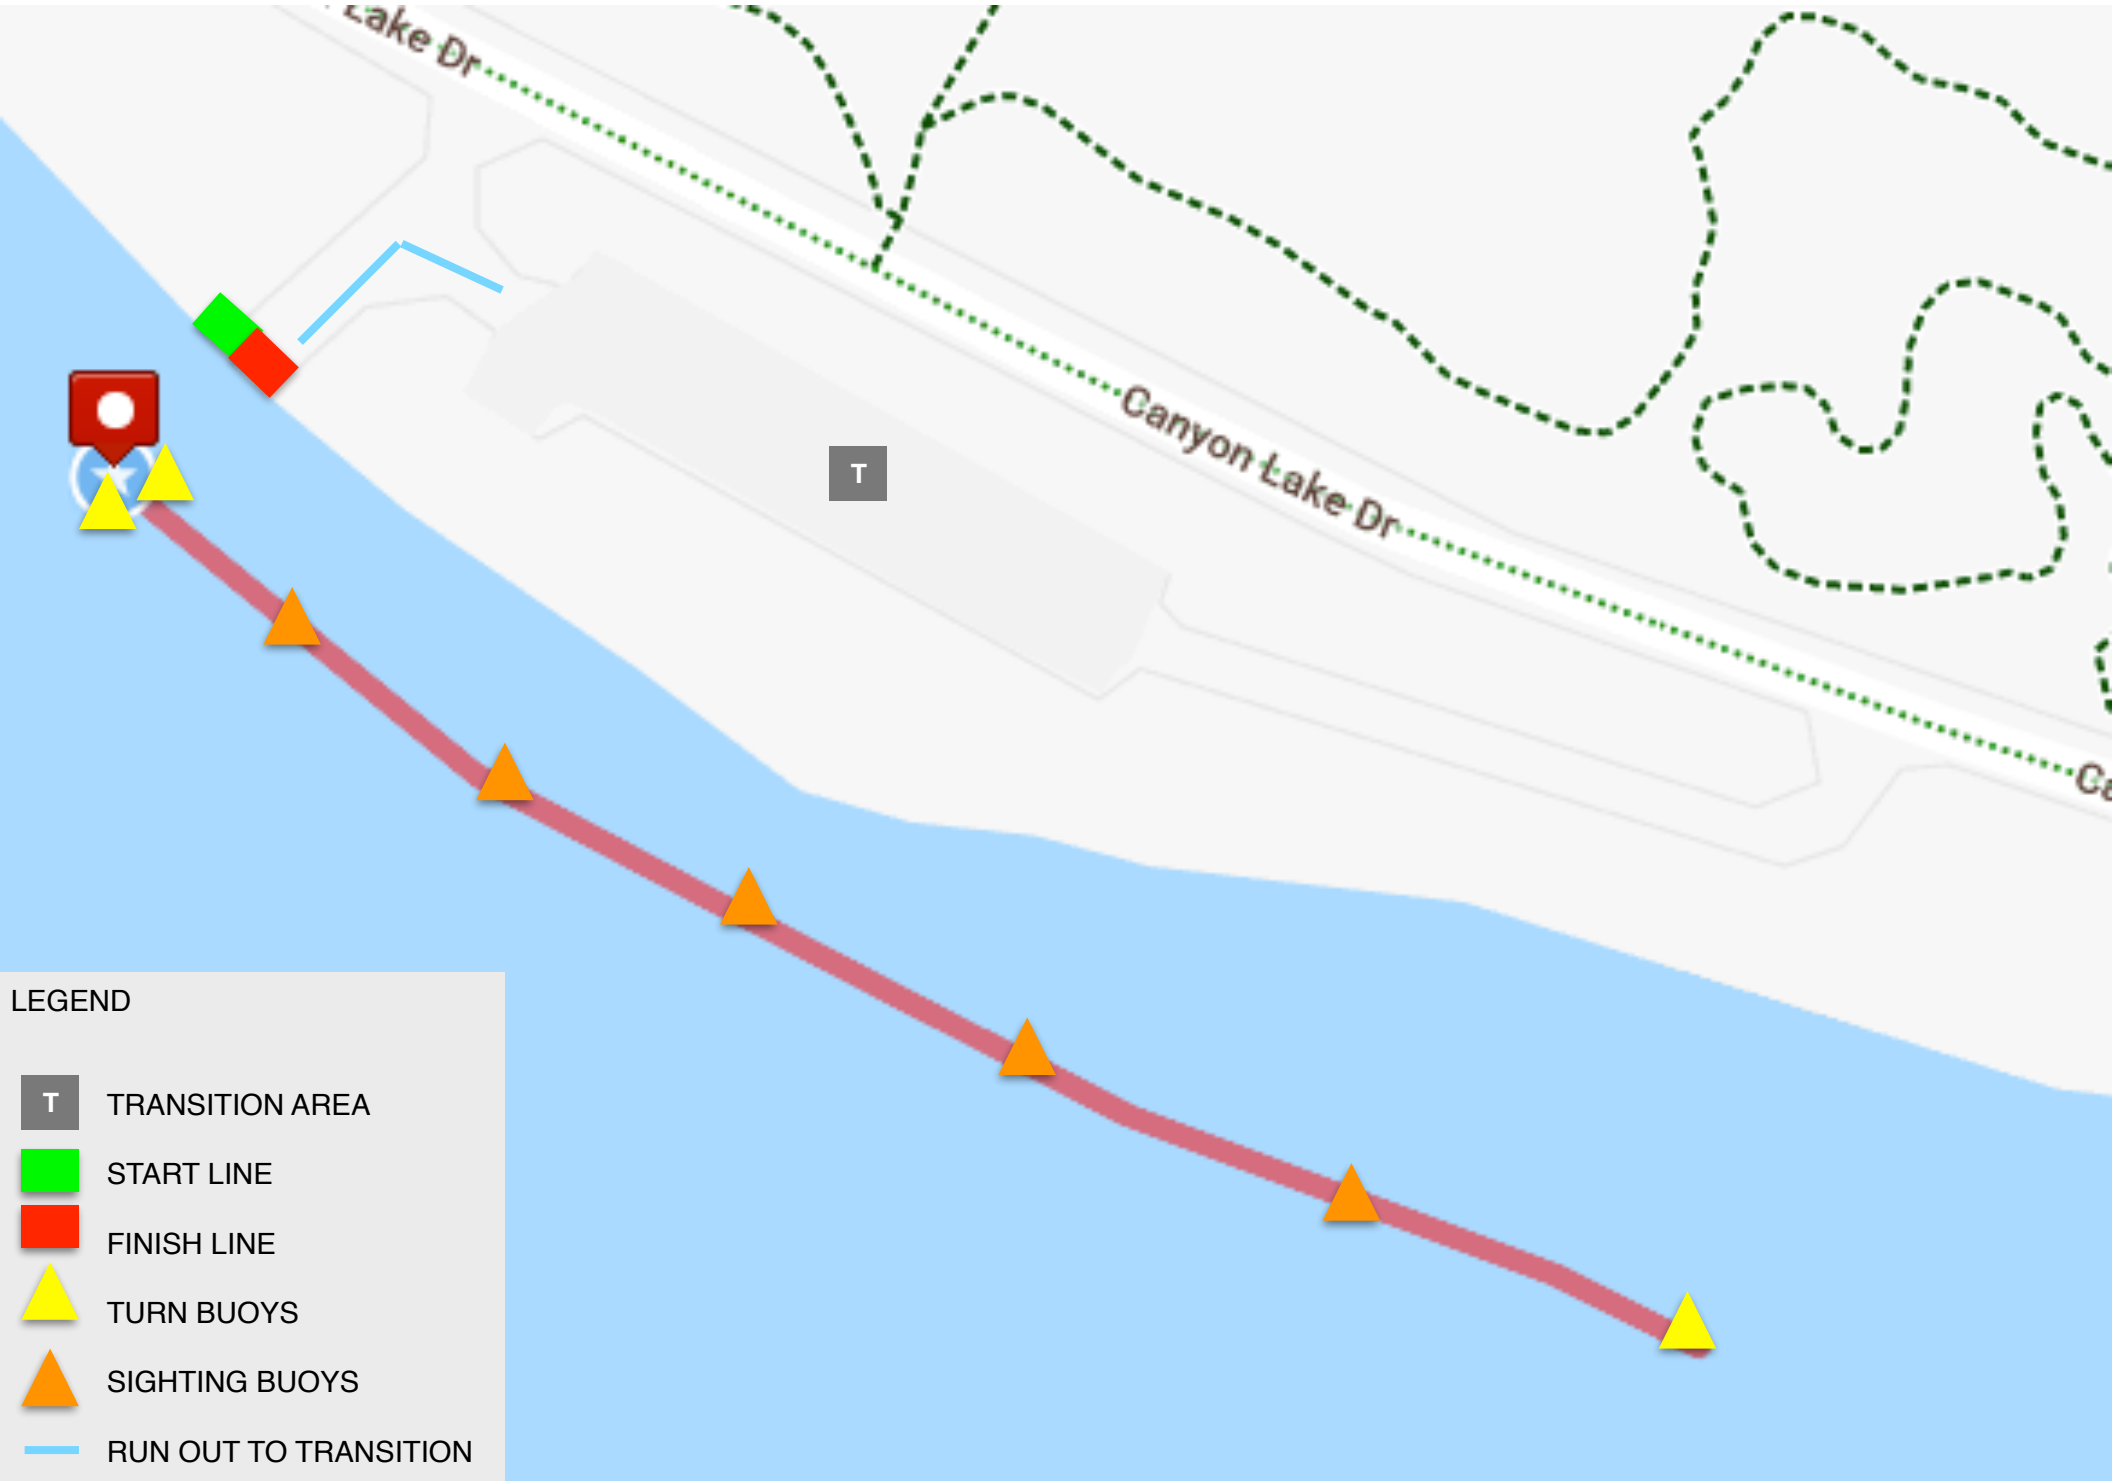 Lake Dr
T
Canyon Lake Dr
Ca
LEGEND
T TRANSITION AREA
START LINE
FINISH LINE
TURN BUOYS
SIGHTING BUOYS
RUN OUT TO TRANSITION